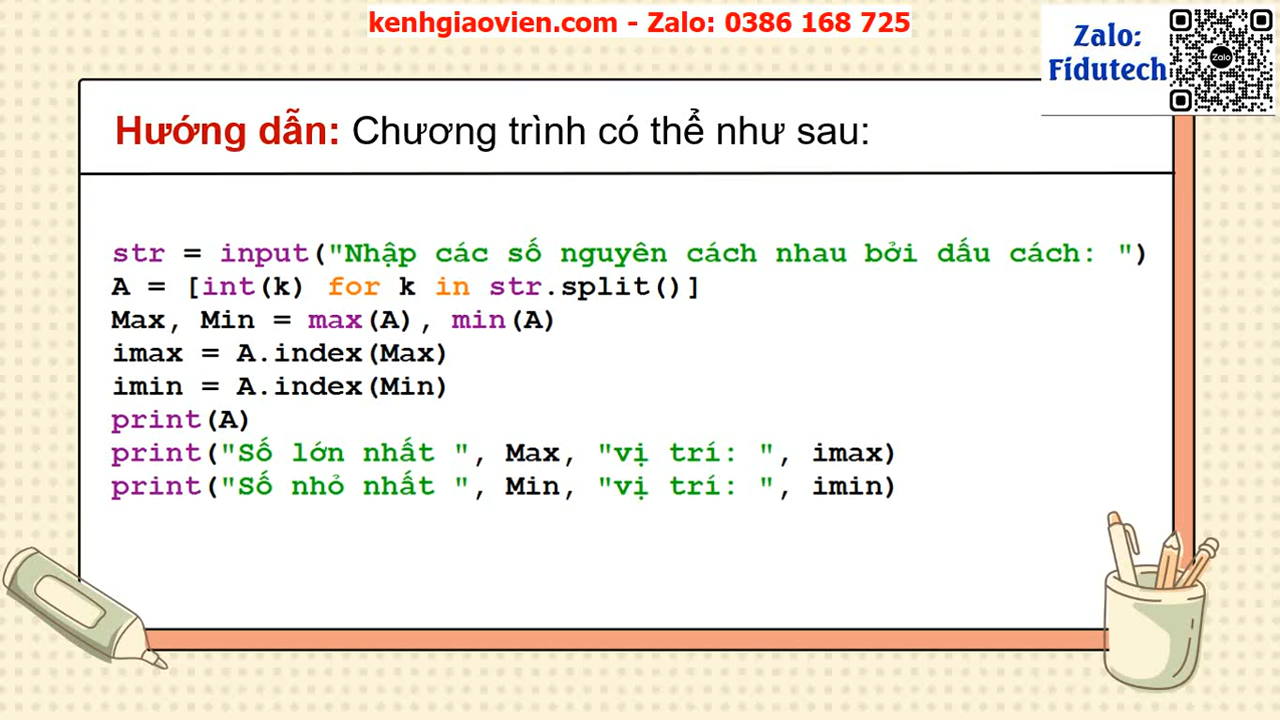 kenhgiaovien.com - Zalo: 0386 168 725
Zalo:
Fidutech
Zalo
Hướng dẫn: Chương trình có thể như sau:
str = input("Nhập các số nguyên cách nhau bởi dấu cách: ")
A = [int(k) for k in str.split()]
Max, Min = max(A), min(A)
imax = A.index(Max)
imin = A.index(Min)
print(A)
print("Số lớn nhất ", Max, "vị trí: ", imax)
print("Số nhỏ nhất ", Min, "vị trí: ", imin)